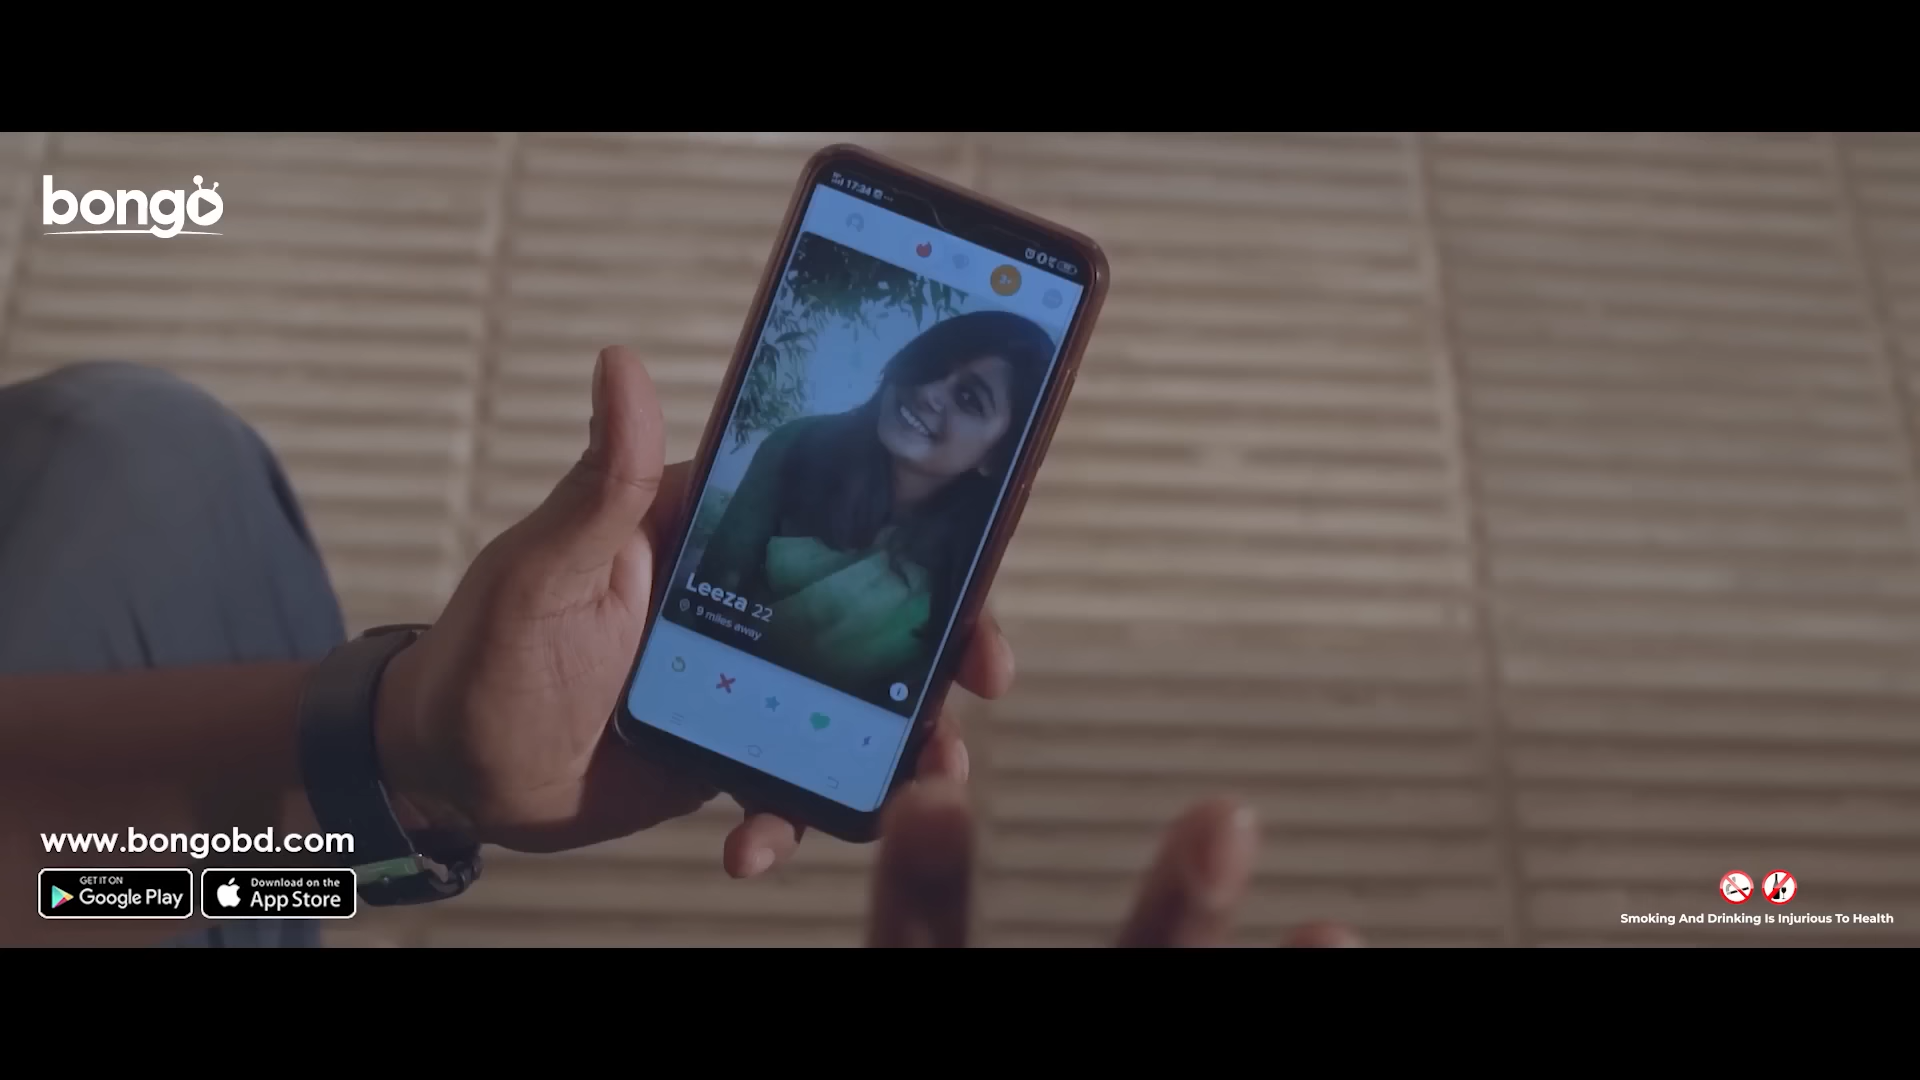 bongo
17:34
Leeza 22
9 miles away
www.bongobd.com
GET IT ON
Google Play
Download on the
App Store
Smoking And Drinking Is Injurious To Health